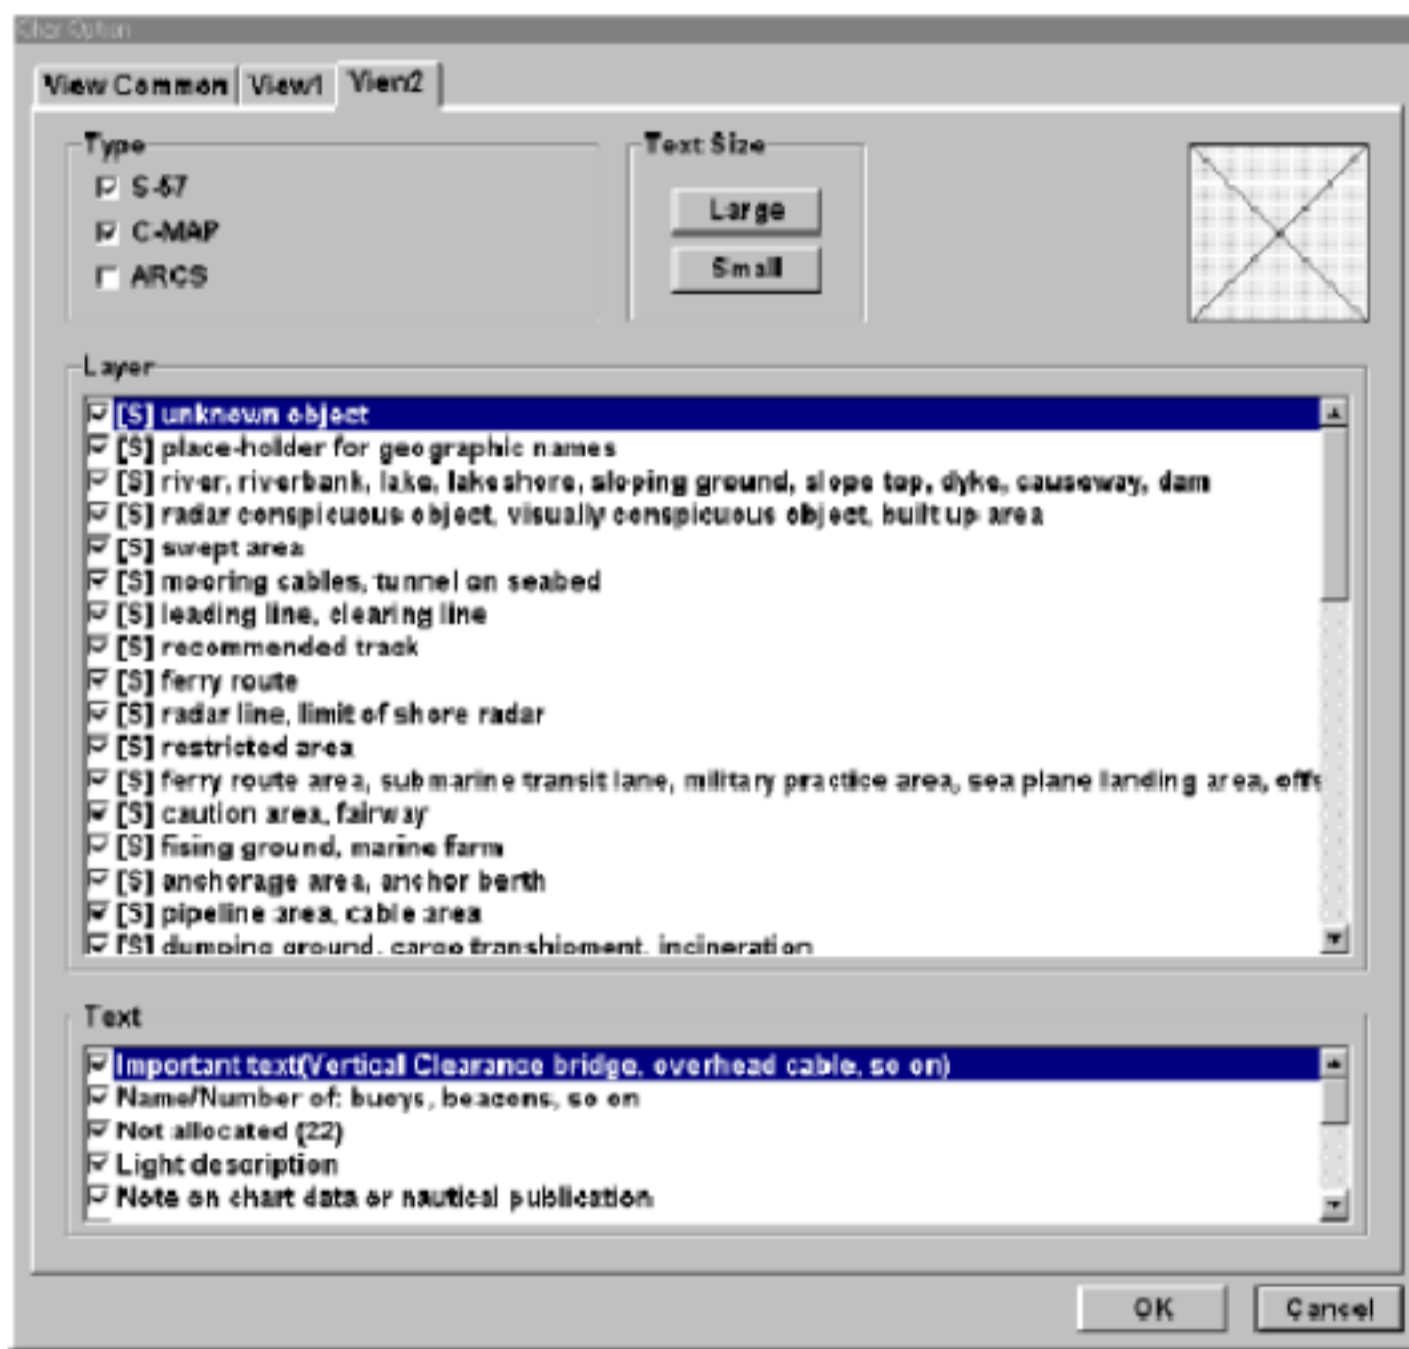 Char Option
View Common
View1
View2
Type
S-57
C-MAP
ARCS
Text Size
Large
Small
Layer
[S] unknown object
[S] place-holder for geographic names
[S] river, riverbank, lake, lakeshore, sloping ground, slope top, dyke, causeway, dam
[S] radar conspicuous object, visually conspicuous object, built up area
[S] swept area
[S] mooring cables, tunnel on seabed
[S] leading line, clearing line
[S] recommended track
[S] ferry route
[S] radar line, limit of shore radar
[S] restricted area
[S] ferry route area, submarine transit lane, military practice area, sea plane landing area, offs
[S] caution area, fairway
[S] fising ground, marine farm
[S] anchorage area, anchor berth
[S] pipeline area, cable area
[S] dumping ground, cargo transhipment, incineration
Text
Important text(Vertical Clearance bridge, overhead cable, so on)
Name/Number of: buoys, beacons, so on
Not allocated (22)
Light description
Note on chart data or nautical publication
OK
Cancel